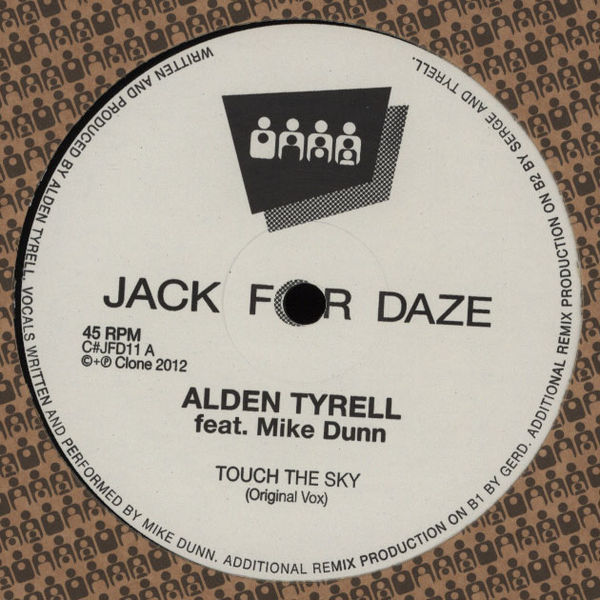 JACK FOR DAZE
45 RPM
C#JFD11 A
©+℗ Clone 2012
ALDEN TYRELL
feat. Mike Dunn
TOUCH THE SKY
(Original Vox)
WRITTEN AND PRODUCED BY ALDEN TYRELL. VOCALS WRITTEN AND PERFORMED BY MIKE DUNN. ADDITIONAL REMIX PRODUCTION ON B1 BY GERD. ADDITIONAL REMIX PRODUCTION ON B2 BY SERGE AND TYRELL.